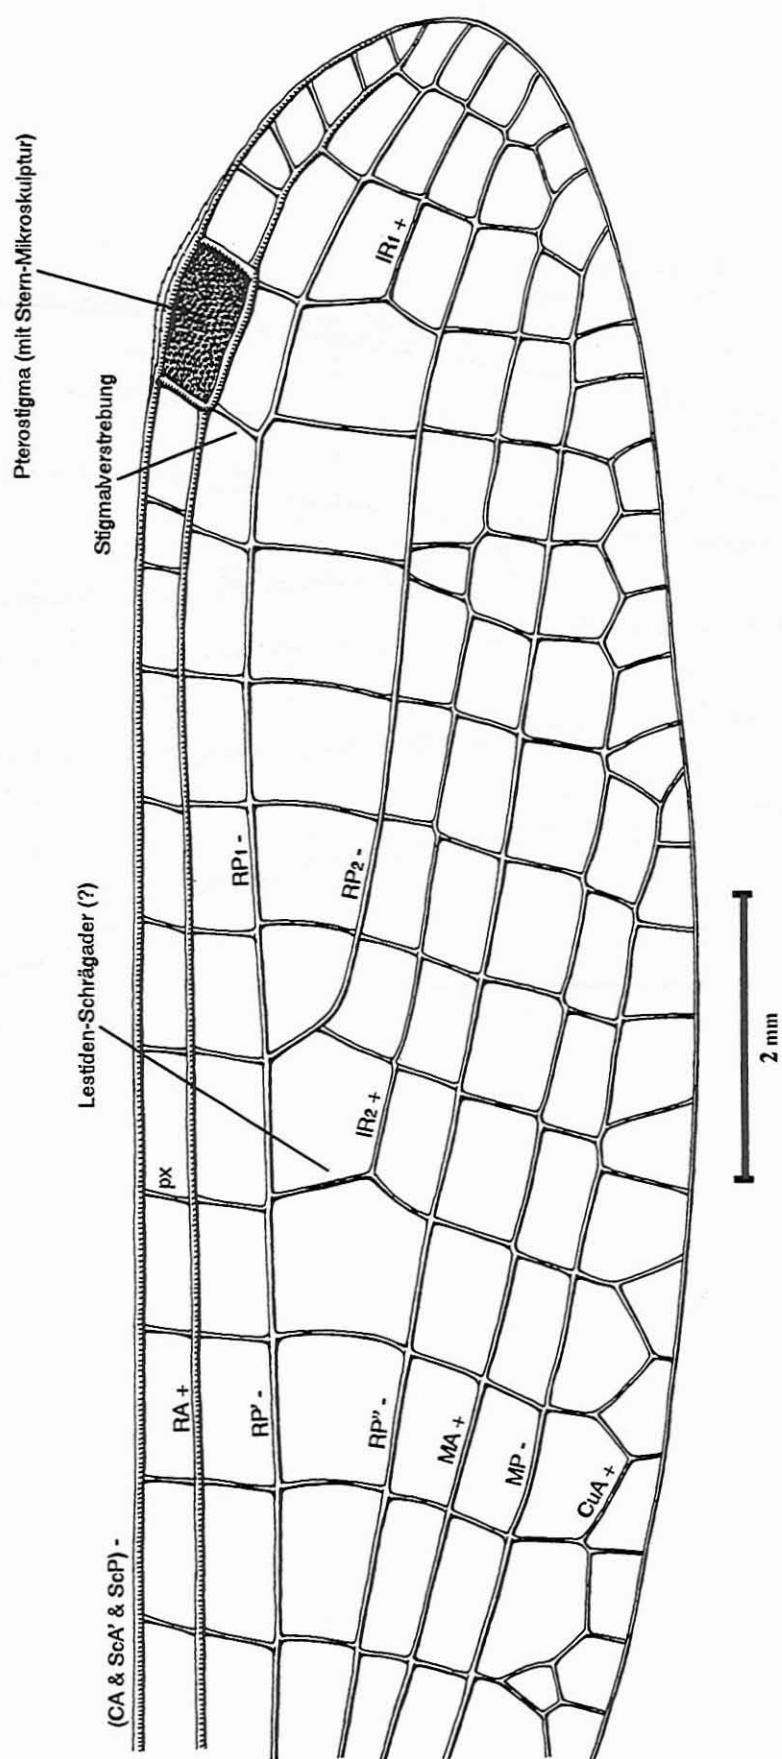 Pterostigma (mit Stern-Mikroskulptur)
Stigmalverstrebung
Lestiden-Schrägader (?)
(CA & ScA' & ScP) -
px
RA +
RP' -
RP'' -
MA +
MP -
CuA +
RP1 -
RP2 -
IR2 +
IR1 +
2 mm